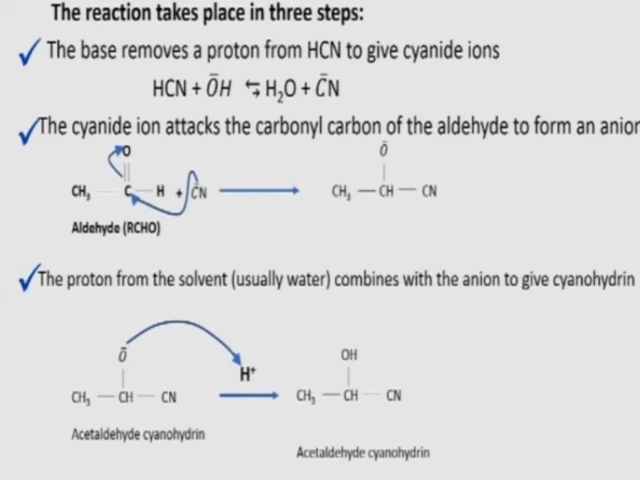 The reaction takes place in three steps:
✓ The base removes a proton from HCN to give cyanide ions
HCN + ŌH ⇆ H₂O + C̄N
✓ The cyanide ion attacks the carbonyl carbon of the aldehyde to form an anion
O Ō
CH₃ — C — H + C̄N → CH₃ — CH — CN
Aldehyde (RCHO)
✓ The proton from the solvent (usually water) combines with the anion to give cyanohydrin
Ō H⁺ OH
CH₃ — CH — CN → CH₃ — CH — CN
Acetaldehyde cyanohydrin
Acetaldehyde cyanohydrin